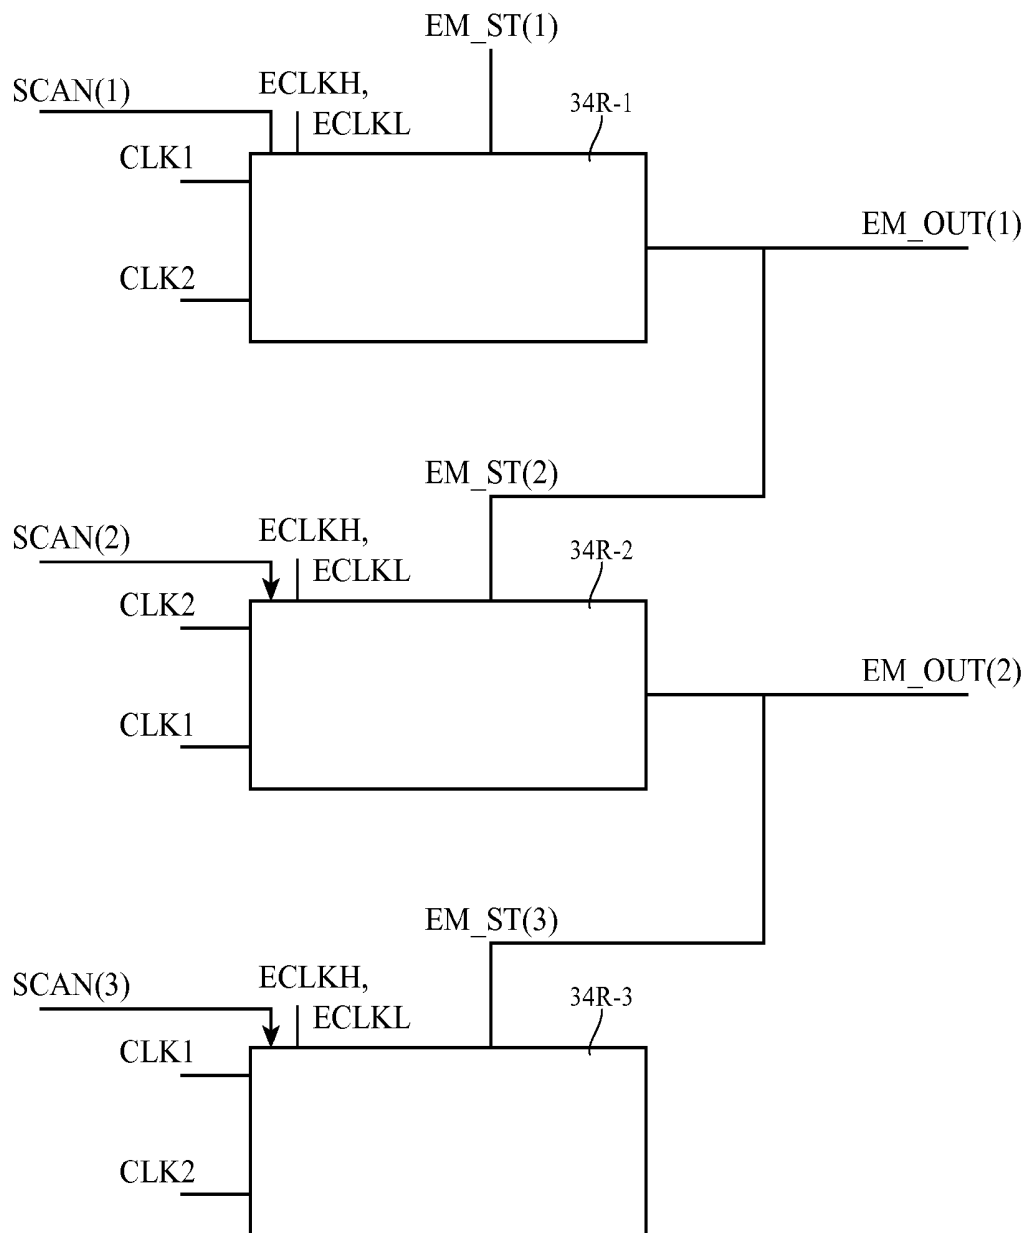 EM_ST(1)
SCAN(1)
ECLKH,
ECLKL
34R-1
CLK1
EM_OUT(1)
CLK2
EM_ST(2)
SCAN(2)
ECLKH,
ECLKL
34R-2
CLK2
EM_OUT(2)
CLK1
EM_ST(3)
SCAN(3)
ECLKH,
ECLKL
34R-3
CLK1
CLK2